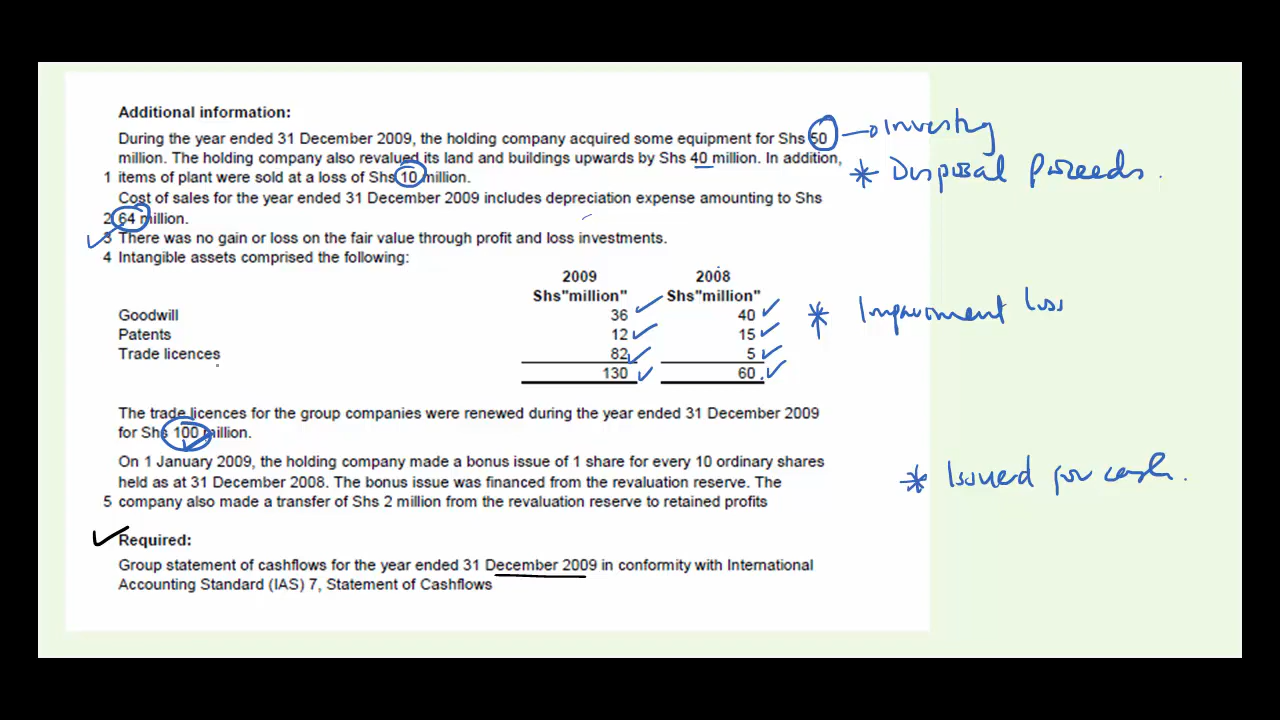 Additional information:
During the year ended 31 December 2009, the holding company acquired some equipment for Shs 50
→ Investing
million. The holding company also revalued its land and buildings upwards by Shs 40 million. In addition,
1 items of plant were sold at a loss of Shs 10 million.
* Disposal Proceeds.
Cost of sales for the year ended 31 December 2009 includes depreciation expense amounting to Shs
2 64 million.
3 There was no gain or loss on the fair value through profit and loss investments.
4 Intangible assets comprised the following:
2009 2008
Shs"million" Shs"million"
Goodwill 36 40
* Impairment loss
Patents 12 15
Trade licences 82 5
130 60
The trade licences for the group companies were renewed during the year ended 31 December 2009
for Shs 100 million.
On 1 January 2009, the holding company made a bonus issue of 1 share for every 10 ordinary shares
held as at 31 December 2008. The bonus issue was financed from the revaluation reserve. The
* Issued for cash.
5 company also made a transfer of Shs 2 million from the revaluation reserve to retained profits
Required:
Group statement of cashflows for the year ended 31 December 2009 in conformity with International
Accounting Standard (IAS) 7, Statement of Cashflows